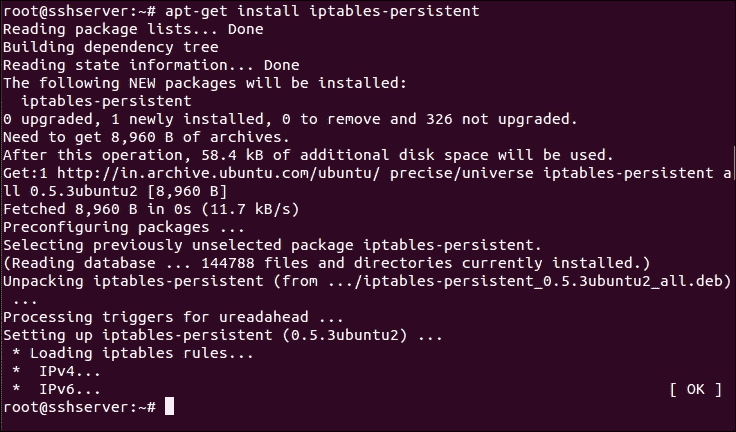 root@sshserver:~# apt-get install iptables-persistent
Reading package lists... Done
Building dependency tree
Reading state information... Done
The following NEW packages will be installed:
  iptables-persistent
0 upgraded, 1 newly installed, 0 to remove and 326 not upgraded.
Need to get 8,960 B of archives.
After this operation, 58.4 kB of additional disk space will be used.
Get:1 http://in.archive.ubuntu.com/ubuntu/ precise/universe iptables-persistent a
ll 0.5.3ubuntu2 [8,960 B]
Fetched 8,960 B in 0s (11.7 kB/s)
Preconfiguring packages ...
Selecting previously unselected package iptables-persistent.
(Reading database ... 144788 files and directories currently installed.)
Unpacking iptables-persistent (from .../iptables-persistent_0.5.3ubuntu2_all.deb)
 ...
Processing triggers for ureadahead ...
Setting up iptables-persistent (0.5.3ubuntu2) ...
 * Loading iptables rules...
 *  IPv4...
 *  IPv6... [ OK ]
root@sshserver:~#